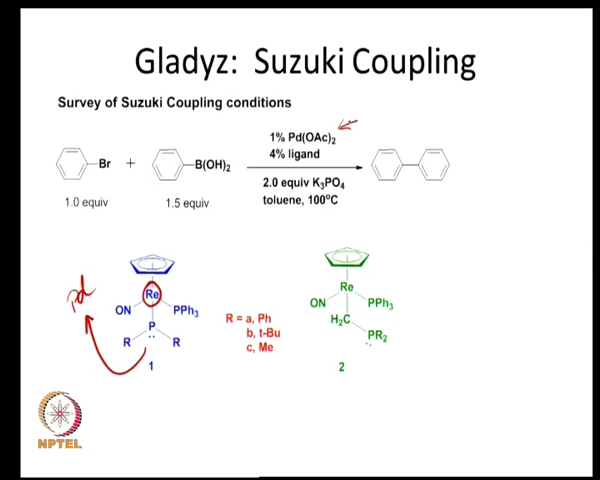 Gladyz: Suzuki Coupling
Survey of Suzuki Coupling conditions
Br + B(OH)2
1% Pd(OAc)2
4% ligand
2.0 equiv K3PO4
toluene, 100°C
1.0 equiv
1.5 equiv
Pd
Re
ON
PPh3
P
R
R
1
R = a, Ph
b, t-Bu
c, Me
Re
ON
PPh3
H2C
PR2
2
NPTEL